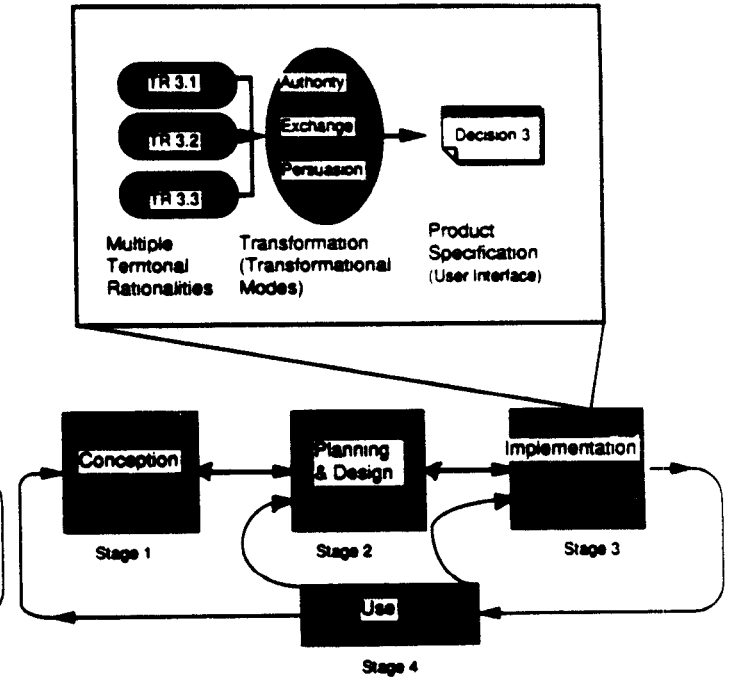 TR 3.1
TR 3.2
TR 3.3
Authority
Exchange
Persuasion
Decision 3
Multiple
Territorial
Rationalities
Transformation
(Transformational
Modes)
Product
Specification
(User Interface)
Conception
Planning
& Design
Implementation
Stage 1
Stage 2
Stage 3
Use
Stage 4